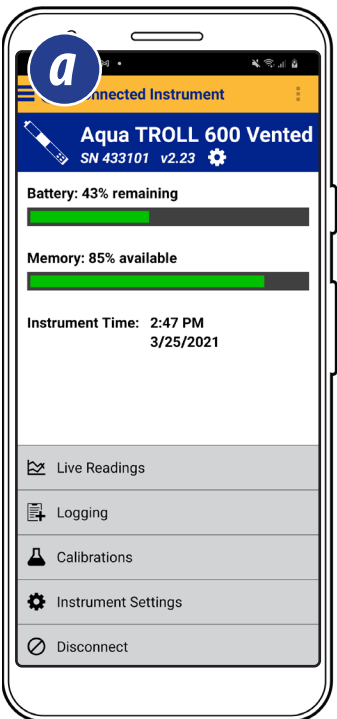 a
nnected Instrument
Aqua TROLL 600 Vented
SN 433101 v2.23
Battery: 43% remaining
Memory: 85% available
Instrument Time: 2:47 PM
3/25/2021
Live Readings
Logging
Calibrations
Instrument Settings
Disconnect